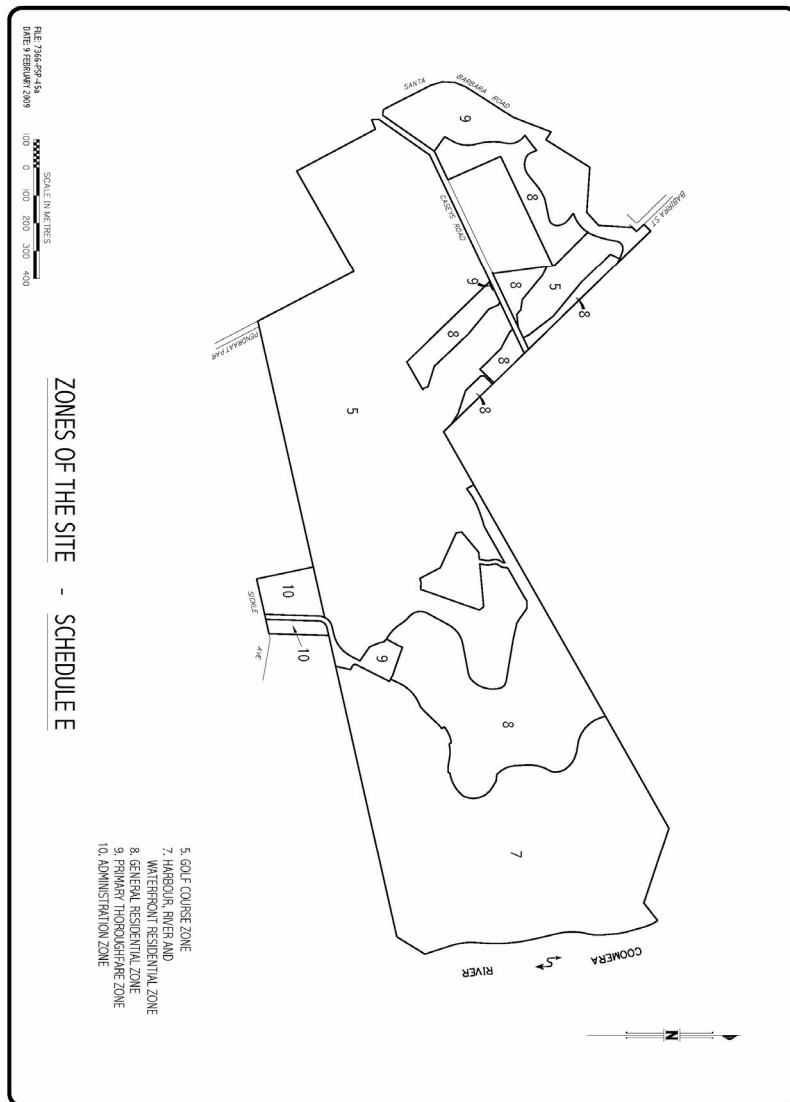 ZONES OF THE SITE - SCHEDULE E
SANTA BARBARA ROAD
BABIRRA ST
CASEYS ROAD
9
8
5
8
8
9
8
8
8
5
PENDRAAT PAR
10
10
SICKLE AVE
9
8
7
COOMERA RIVER
N
5. GOLF COURSE ZONE
7. HARBOUR, RIVER AND
WATERFRONT RESIDENTIAL ZONE
8. GENERAL RESIDENTIAL ZONE
9. PRIMARY THOROUGHFARE ZONE
10. ADMINISTRATION ZONE
SCALE IN METRES
100 0 100 200 300 400
FILE: 7366-PSP-45a
DATE: 9 FEBRUARY 2009